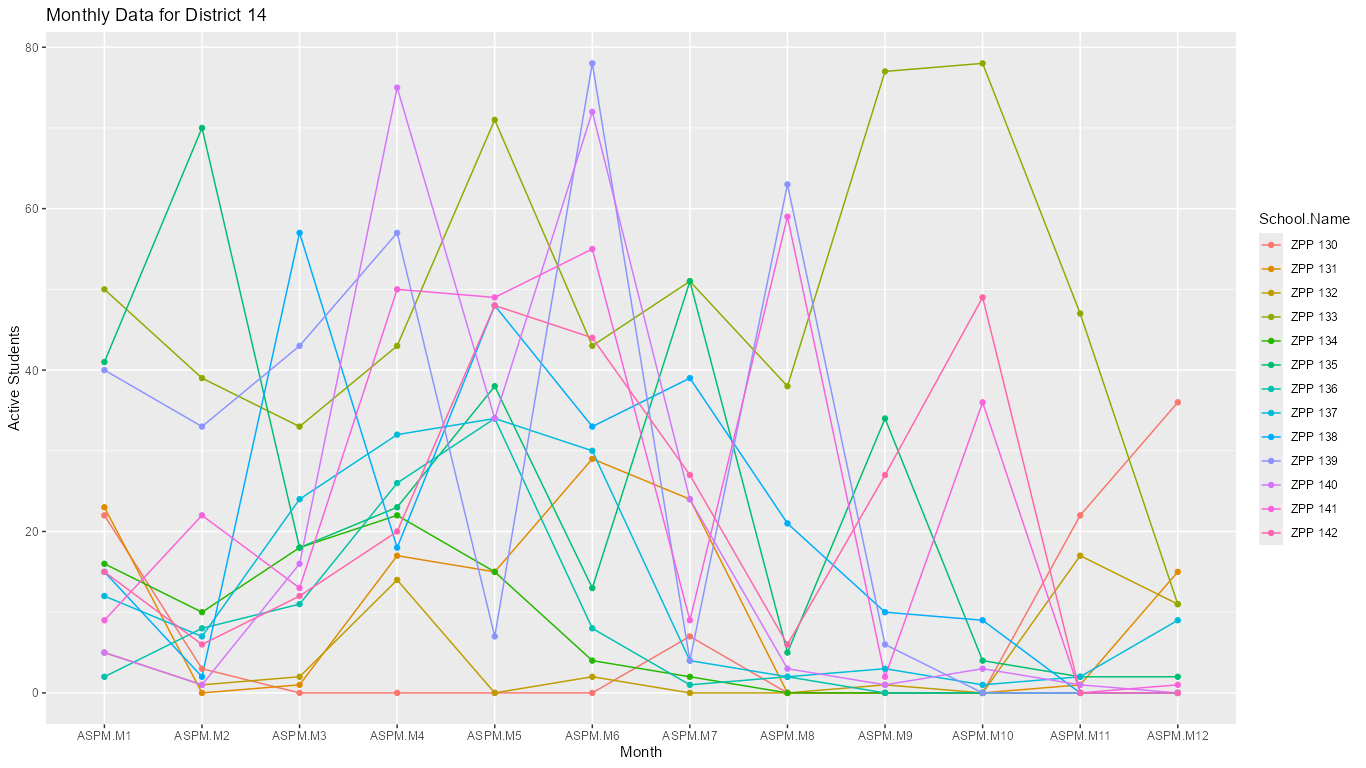 Monthly Data for District 14
80
60
40
20
0
Active Students
ASPM.M1 ASPM.M2 ASPM.M3 ASPM.M4 ASPM.M5 ASPM.M6 ASPM.M7 ASPM.M8 ASPM.M9 ASPM.M10 ASPM.M11 ASPM.M12
Month
School.Name
ZPP 130
ZPP 131
ZPP 132
ZPP 133
ZPP 134
ZPP 135
ZPP 136
ZPP 137
ZPP 138
ZPP 139
ZPP 140
ZPP 141
ZPP 142